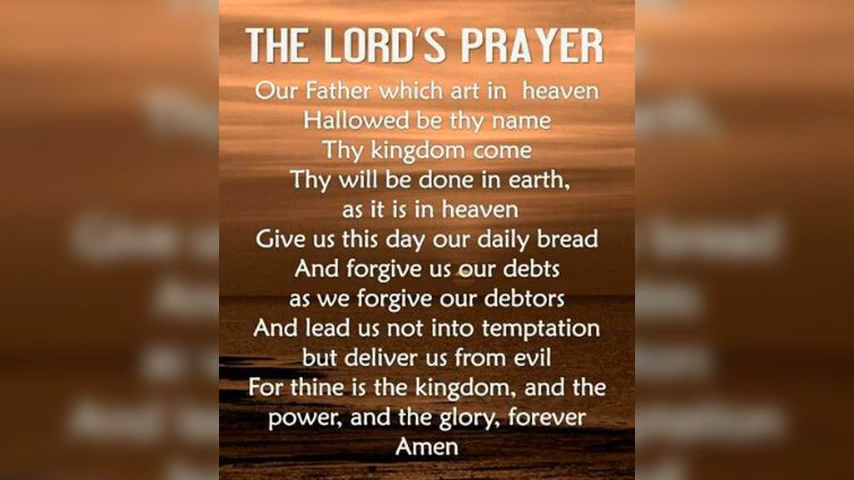 THE LORD'S PRAYER
Our Father which art in heaven
Hallowed be thy name
Thy kingdom come
Thy will be done in earth,
as it is in heaven
Give us this day our daily bread
And forgive us our debts
as we forgive our debtors
And lead us not into temptation
but deliver us from evil
For thine is the kingdom, and the
power, and the glory, forever
Amen